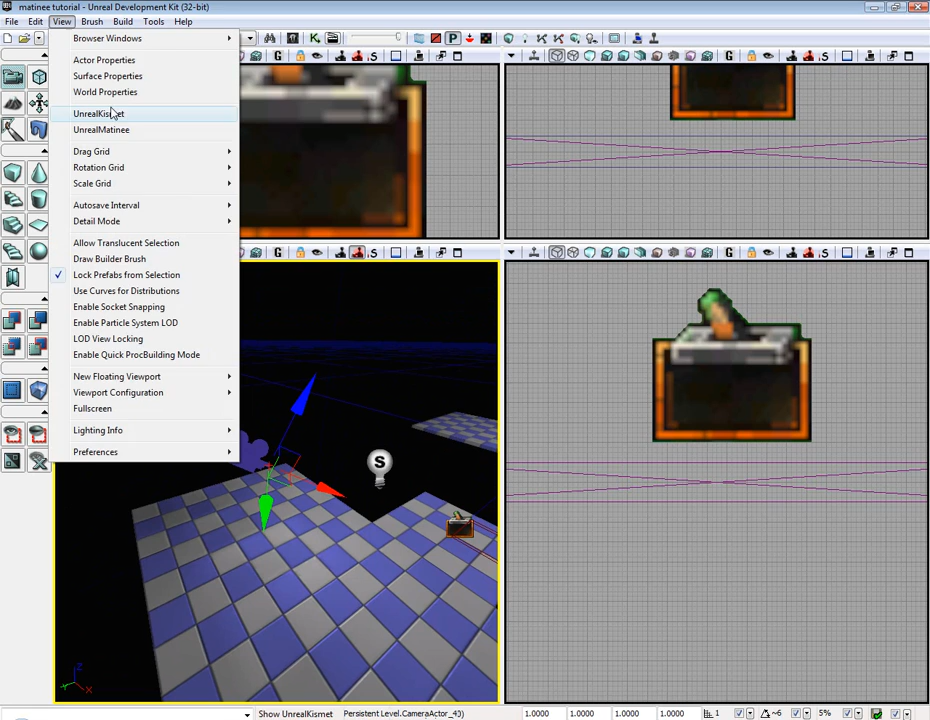 matinee tutorial - Unreal Development Kit (32-bit)
File Edit View Brush Build Tools Help
Browser Windows
Actor Properties
Surface Properties
World Properties
UnrealKismet
UnrealMatinee
Drag Grid
Rotation Grid
Scale Grid
Autosave Interval
Detail Mode
Allow Translucent Selection
Draw Builder Brush
Lock Prefabs from Selection
Use Curves for Distributions
Enable Socket Snapping
Enable Particle System LOD
LOD View Locking
Enable Quick ProcBuilding Mode
New Floating Viewport
Viewport Configuration
Fullscreen
Lighting Info
Preferences
P
K
G S
G S
G S
S
Z
X
Show UnrealKismet Persistent Level.CameraActor_43) 1.0000 1.0000 1.0000 1.0000 1 ~6 5%